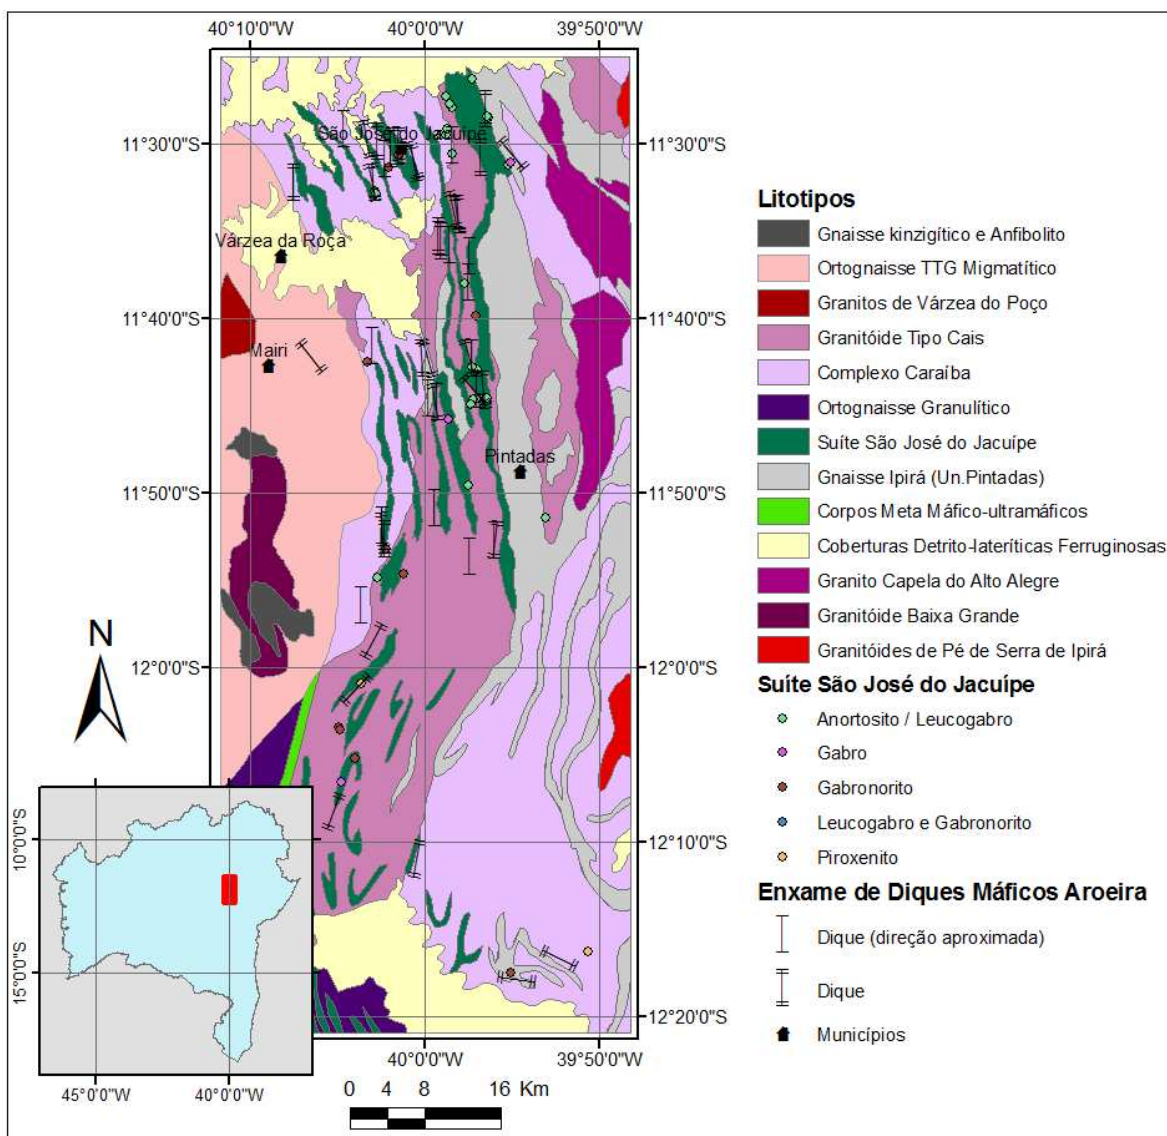 40°10'0"W 40°0'0"W 39°50'0"W
São José do Jacuípe
11°30'0"S 11°30'0"S
Várzea da Roça
11°40'0"S 11°40'0"S
Mairi
Pintadas
11°50'0"S 11°50'0"S
N
12°0'0"S 12°0'0"S
12°10'0"S
12°20'0"S
40°0'0"W 39°50'0"W
10°0'0"S
15°0'0"S
45°0'0"W 40°0'0"W
0 4 8 16 Km
Litotipos
Gnaisse kinzigítico e Anfibolito
Ortognaisse TTG Migmatítico
Granitos de Várzea do Poço
Granitóide Tipo Cais
Complexo Caraíba
Ortognaisse Granulítico
Suíte São José do Jacuípe
Gnaisse Ipirá (Un.Pintadas)
Corpos Meta Máfico-ultramáficos
Coberturas Detrito-lateríticas Ferruginosas
Granito Capela do Alto Alegre
Granitóide Baixa Grande
Granitóides de Pé de Serra de Ipirá
Suíte São José do Jacuípe
Anortosito / Leucogabro
Gabro
Gabronorito
Leucogabro e Gabronorito
Piroxenito
Enxame de Diques Máficos Aroeira
Dique (direção aproximada)
Dique
Municípios